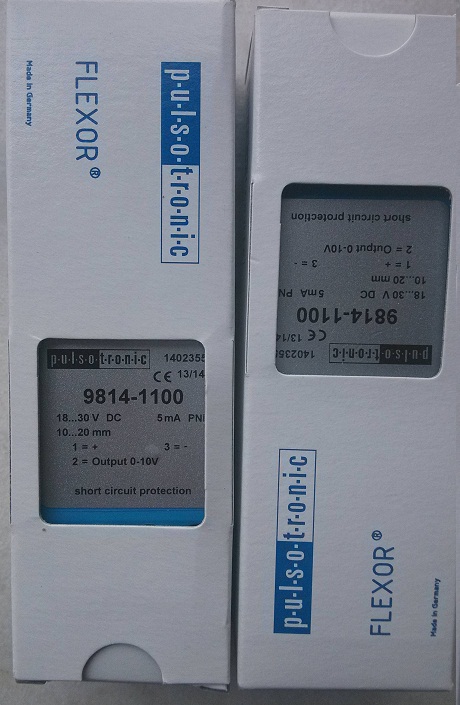 Made in Germany
FLEXOR®
p·u·l·s·o·t·r·o·n·i·c
p·u·l·s·o·t·r·o·n·i·c 1402355
CE 13/14
9814-1100
18...30 V DC 5mA PN
10...20 mm
1 = + 3 = -
2 = Output 0-10V
short circuit protection
p·u·l·s·o·t·r·o·n·i·c 140235
CE 13/14
9814-1100
18...30 V DC 5mA PN
10...20 mm
1 = + 3 = -
2 = Output 0-10V
short circuit protection
p·u·l·s·o·t·r·o·n·i·c
FLEXOR®
Made in Germany